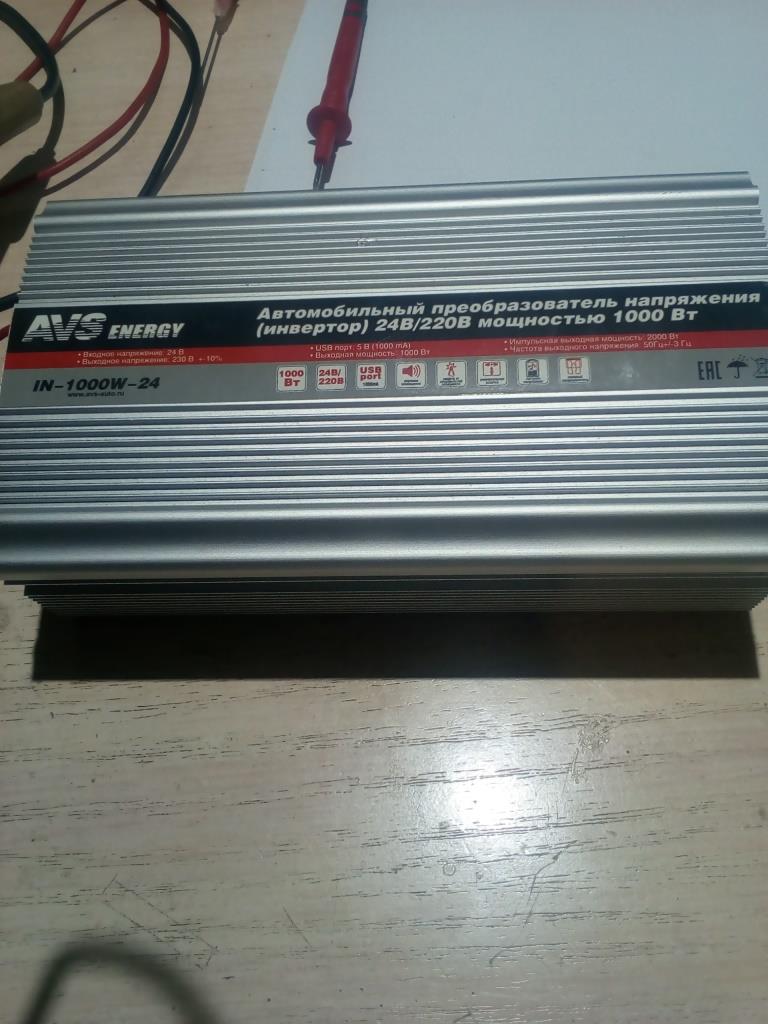 AVS ENERGY
Автомобильный преобразователь напряжения
(инвертор) 24В/220В мощностью 1000 Вт
• Входное напряжение: 24 В
• Выходное напряжение: 230 В +-10%
• USB порт: 5 В (1000 mA)
• Выходная мощность: 1000 Вт
• Импульсная выходная мощность: 2000 Вт
• Частота выходного напряжения: 50Гц+/-3 Гц
IN-1000W-24
www.avs-auto.ru
1000
Вт
24В/
220В
USB
port
1000mA
EAC